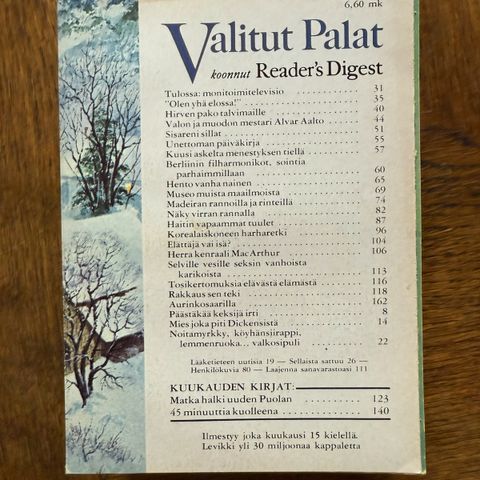 6,60 mk
Valitut Palat
koonnut Reader's Digest
Tulossa: monitoimitelevisio 31
"Olen yhä elossa!" 35
Hirven pako talvimaille 40
Valon ja muodon mestari Alvar Aalto 44
Sisareni sillat 51
Unettoman päiväkirja 55
Kuusi askelta menestyksen tiellä 57
Berliinin filharmonikot, sointia
parhaimmillaan 60
Hento vanha nainen 65
Museo muista maailmoista 69
Madeiran rannoilla ja rinteillä 74
Näky virran rannalla 82
Haitin vapaammat tuulet 87
Korealaiskoneen harharetki 96
Elättäjä vai isä? 104
Herra kenraali MacArthur 106
Selville vesille seksin vanhoista
karikoista 113
Tosikertomuksia elävästä elämästä 116
Rakkaus sen teki 118
Aurinkosaarilla 162
Päästäkää keksijä irti 8
Mies joka piti Dickensistä 14
Noitamyrkky, köyhänsiirappi,
lemmenruoka... valkosipuli 22
Lääketieteen uutisia 19 — Sellaista sattuu 26 —
Henkilökuvia 80 — Laajenna sanavarastoasi 111
KUUKAUDEN KIRJAT:
Matka halki uuden Puolan 123
45 minuuttia kuolleena 140
Ilmestyy joka kuukausi 15 kielellä.
Levikki yli 30 miljoonaa kappaletta